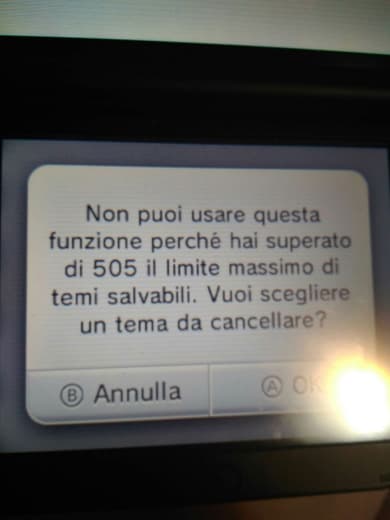 Non puoi usare questa
funzione perché hai superato
di 505 il limite massimo di
temi salvabili. Vuoi scegliere
un tema da cancellare?
Ⓑ Annulla
Ⓐ OK